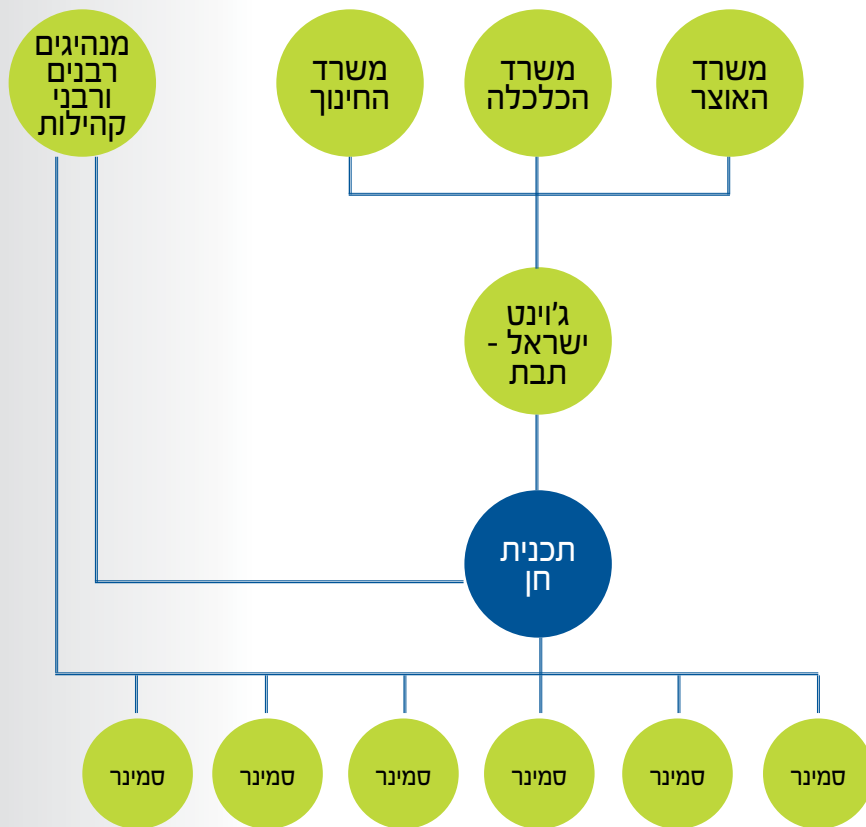 משרד
האוצר
משרד
הכלכלה
משרד
החינוך
מנהיגים
רבנים
ורבני
קהילות
ג'וינט
ישראל -
תבת
תכנית
חן
סמינר
סמינר
סמינר
סמינר
סמינר
סמינר